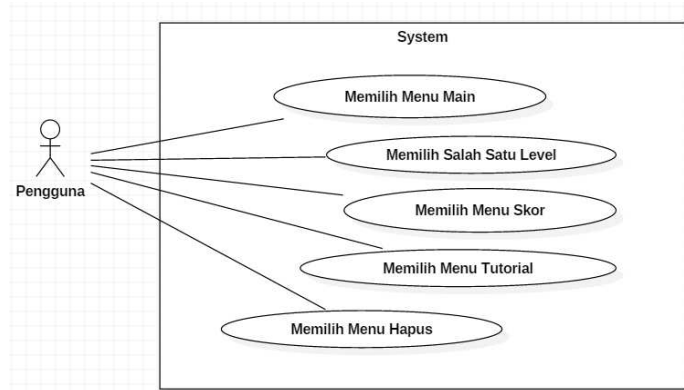 System
Memilih Menu Main
Memilih Salah Satu Level
Pengguna
Memilih Menu Skor
Memilih Menu Tutorial
Memilih Menu Hapus